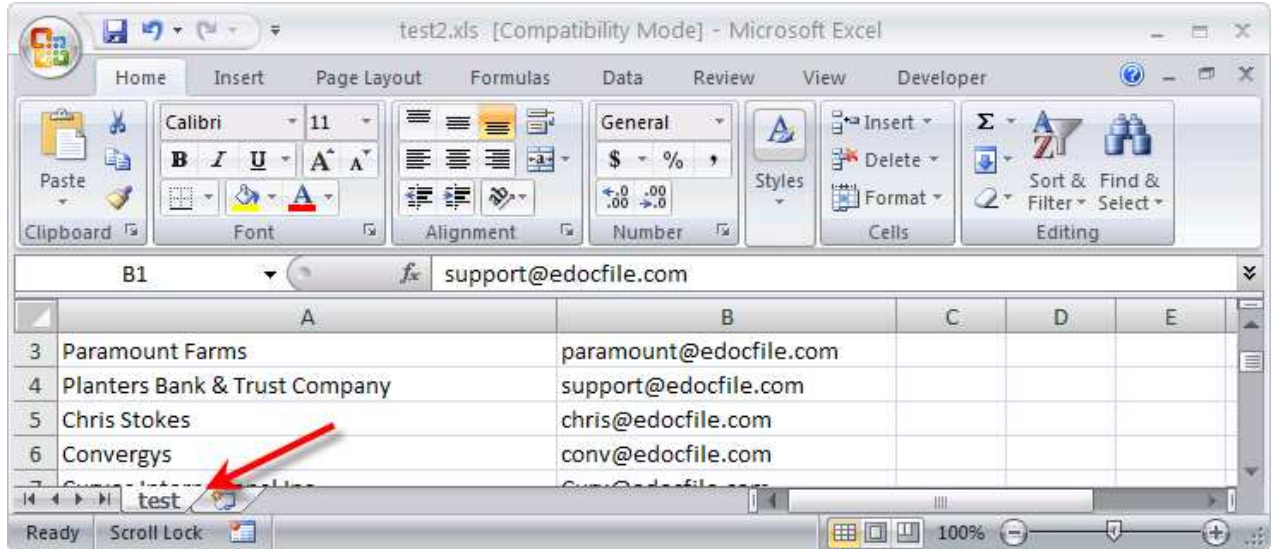 test2.xls [Compatibility Mode] - Microsoft Excel
Home Insert Page Layout Formulas Data Review View Developer
Calibri 11 General Insert Σ
B I U A A $ % , Delete
Paste Styles Format Sort & Filter Find & Select
Clipboard Font Alignment Number Cells Editing
B1 fx support@edocfile.com
A B C D E
3 Paramount Farms paramount@edocfile.com
4 Planters Bank & Trust Company support@edocfile.com
5 Chris Stokes chris@edocfile.com
6 Convergys conv@edocfile.com
7
test
Ready Scroll Lock 100%